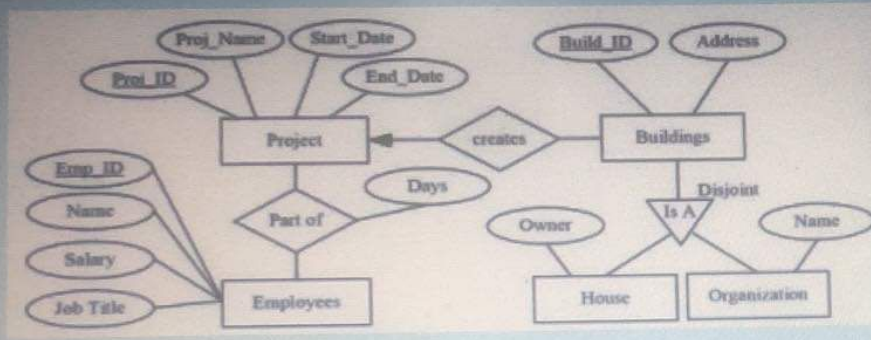 Proj_Name
Start_Date
Build_ID
Address
Proj_ID
End_Date
Project
creates
Buildings
Emp_ID
Days
Disjoint
Name
Part of
Is A
Owner
Name
Salary
Job Title
Employees
House
Organization